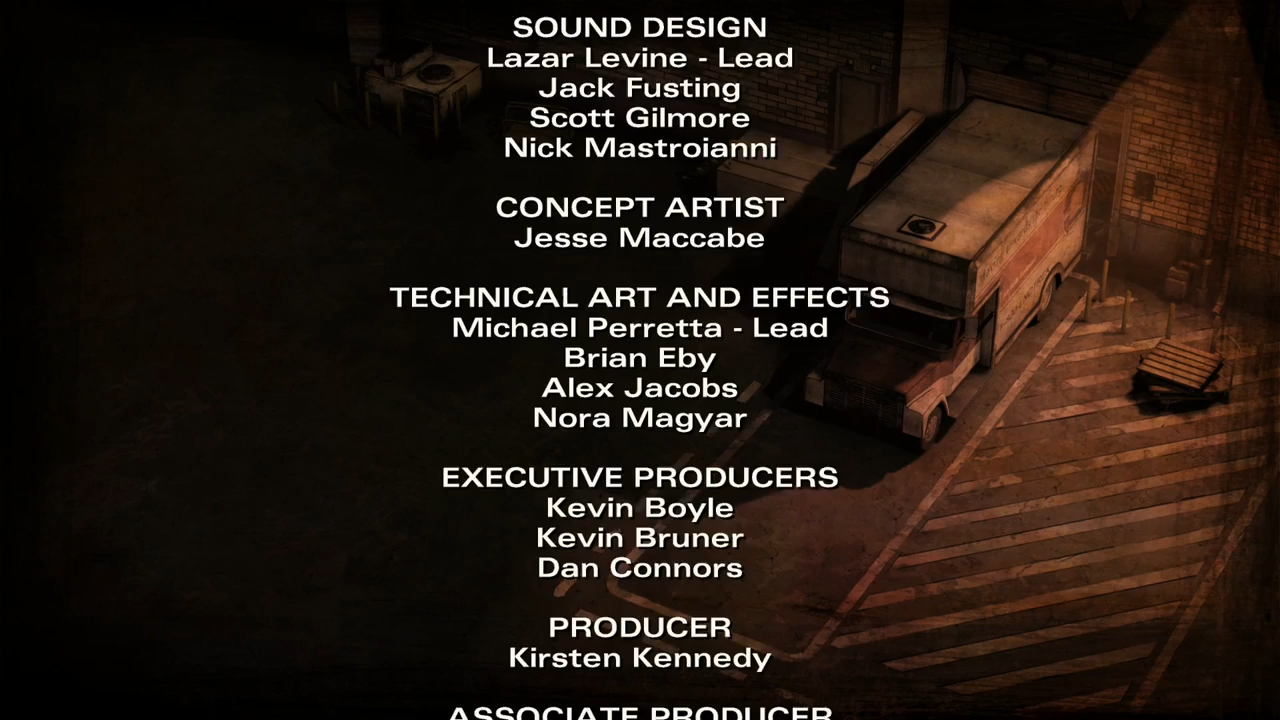 SOUND DESIGN
Lazar Levine - Lead
Jack Fusting
Scott Gilmore
Nick Mastroianni
CONCEPT ARTIST
Jesse Maccabe
TECHNICAL ART AND EFFECTS
Michael Perretta - Lead
Brian Eby
Alex Jacobs
Nora Magyar
EXECUTIVE PRODUCERS
Kevin Boyle
Kevin Bruner
Dan Connors
PRODUCER
Kirsten Kennedy
ASSOCIATE PRODUCER